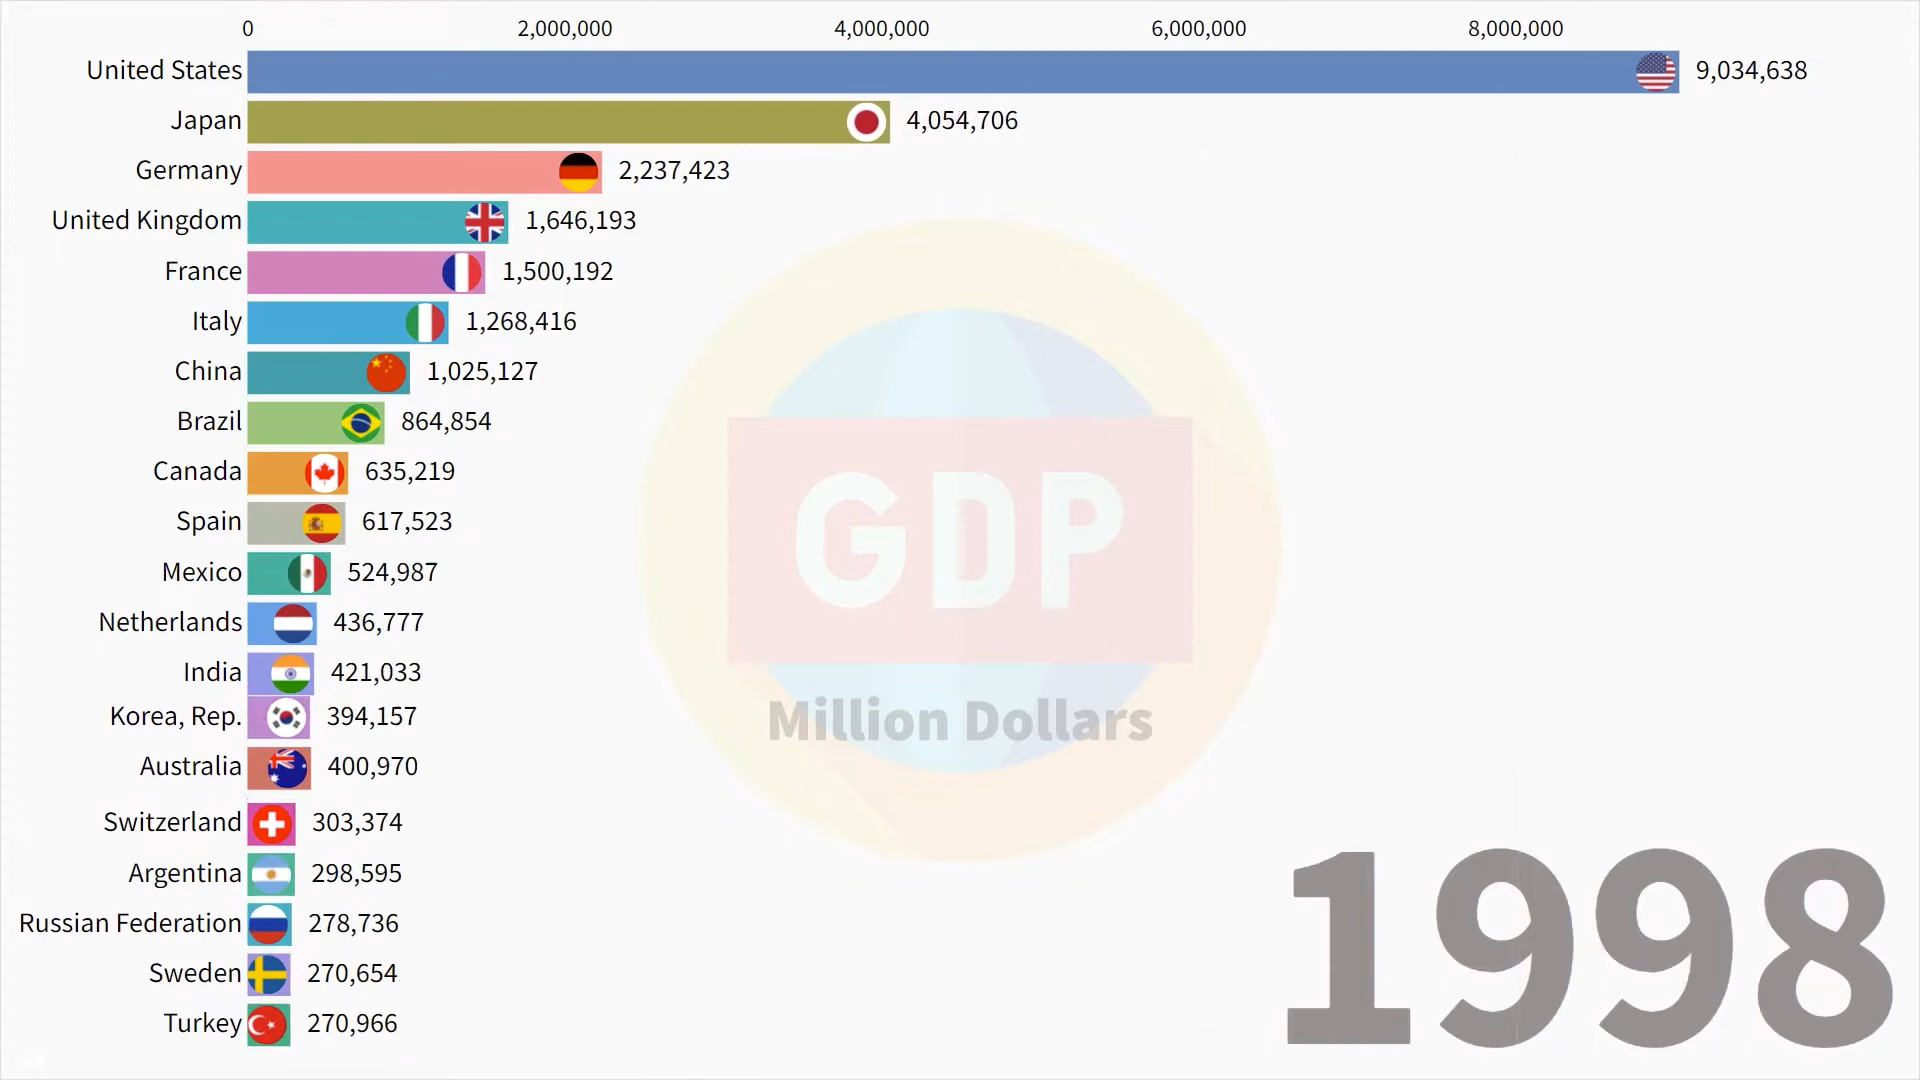 0 2,000,000 4,000,000 6,000,000 8,000,000
United States 9,034,638
Japan 4,054,706
Germany 2,237,423
United Kingdom 1,646,193
France 1,500,192
Italy 1,268,416
China 1,025,127
Brazil 864,854
Canada 635,219
Spain 617,523
Mexico 524,987
Netherlands 436,777
India 421,033
Korea, Rep. 394,157
Australia 400,970
Switzerland 303,374
Argentina 298,595
Russian Federation 278,736
Sweden 270,654
Turkey 270,966
GDP
Million Dollars
1998